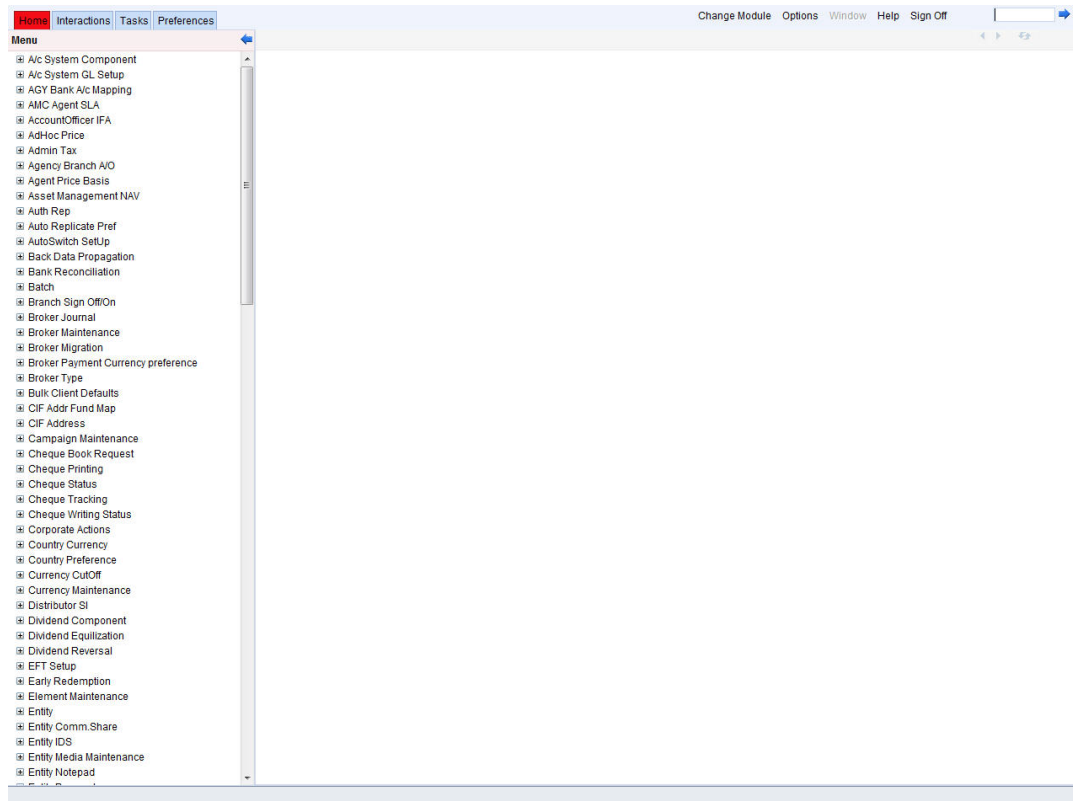 Home Interactions Tasks Preferences Change Module Options Window Help Sign Off
Menu
A/c System Component
A/c System GL Setup
AGY Bank A/c Mapping
AMC Agent SLA
AccountOfficer IFA
AdHoc Price
Admin Tax
Agency Branch A/O
Agent Price Basis
Asset Management NAV
Auth Rep
Auto Replicate Pref
AutoSwitch SetUp
Back Data Propagation
Bank Reconciliation
Batch
Branch Sign Off/On
Broker Journal
Broker Maintenance
Broker Migration
Broker Payment Currency preference
Broker Type
Bulk Client Defaults
CIF Addr Fund Map
CIF Address
Campaign Maintenance
Cheque Book Request
Cheque Printing
Cheque Status
Cheque Tracking
Cheque Writing Status
Corporate Actions
Country Currency
Country Preference
Currency CutOff
Currency Maintenance
Distributor SI
Dividend Component
Dividend Equilization
Dividend Reversal
EFT Setup
Early Redemption
Element Maintenance
Entity
Entity Comm.Share
Entity IDS
Entity Media Maintenance
Entity Notepad